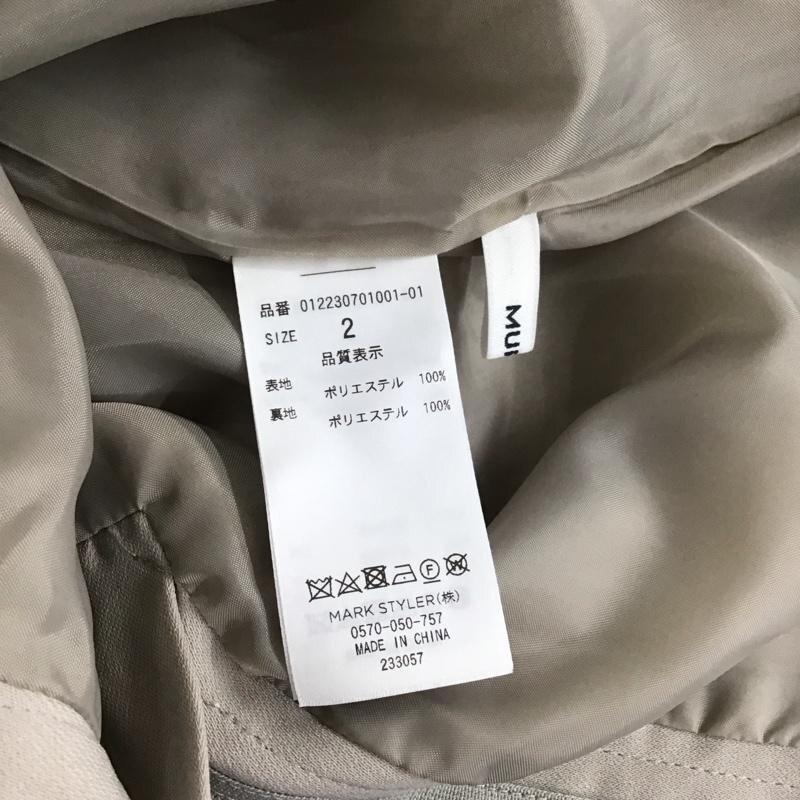 品番 012230701001-01
SIZE 2
品質表示
表地 ポリエステル 100%
裏地 ポリエステル 100%
MARK STYLER(株)
0570-050-757
MADE IN CHINA
233057